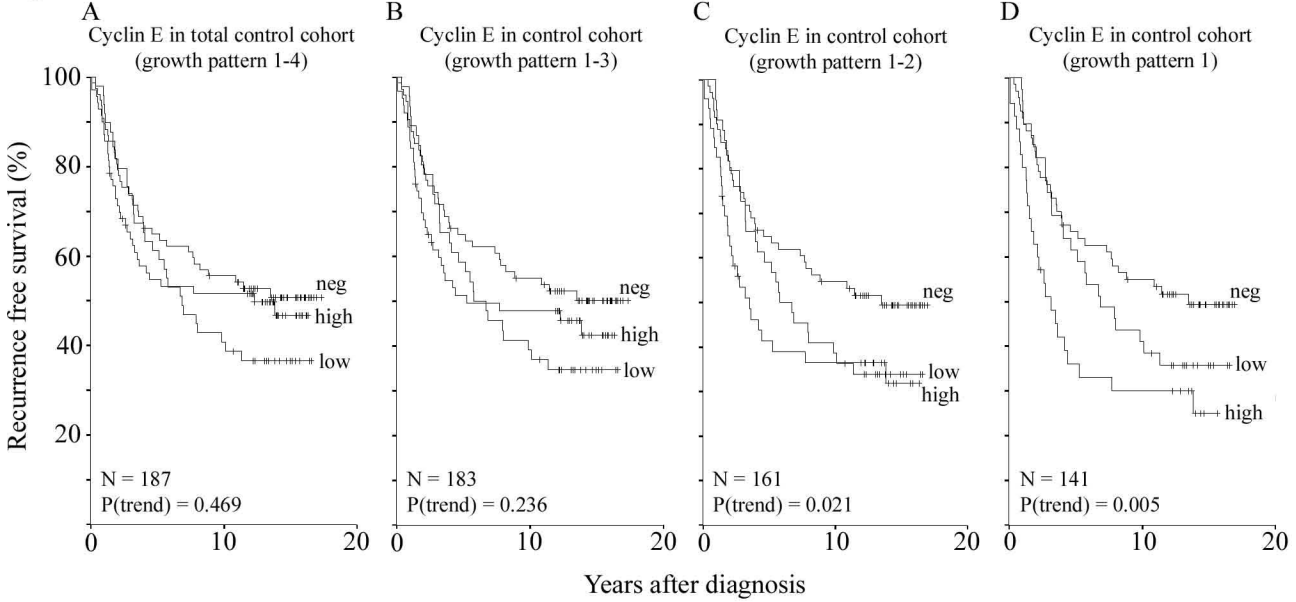 A
Cyclin E in total control cohort
(growth pattern 1-4)
B
Cyclin E in control cohort
(growth pattern 1-3)
C
Cyclin E in control cohort
(growth pattern 1-2)
D
Cyclin E in control cohort
(growth pattern 1)
Recurrence free survival (%)
100
80
60
40
20
neg
high
low
N = 187
P(trend) = 0.469
0
10
20
neg
high
low
N = 183
P(trend) = 0.236
0
10
20
neg
low
high
N = 161
P(trend) = 0.021
0
10
20
neg
low
high
N = 141
P(trend) = 0.005
0
10
20
Years after diagnosis